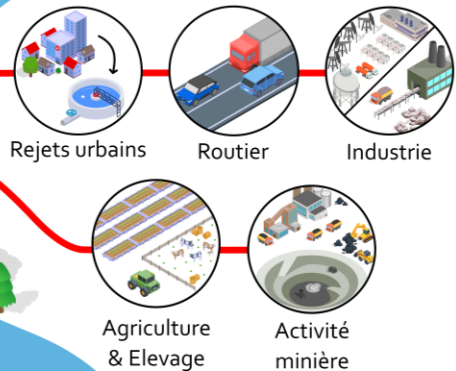 Rejets urbains
Routier
Industrie
Agriculture
& Elevage
Activité
minière